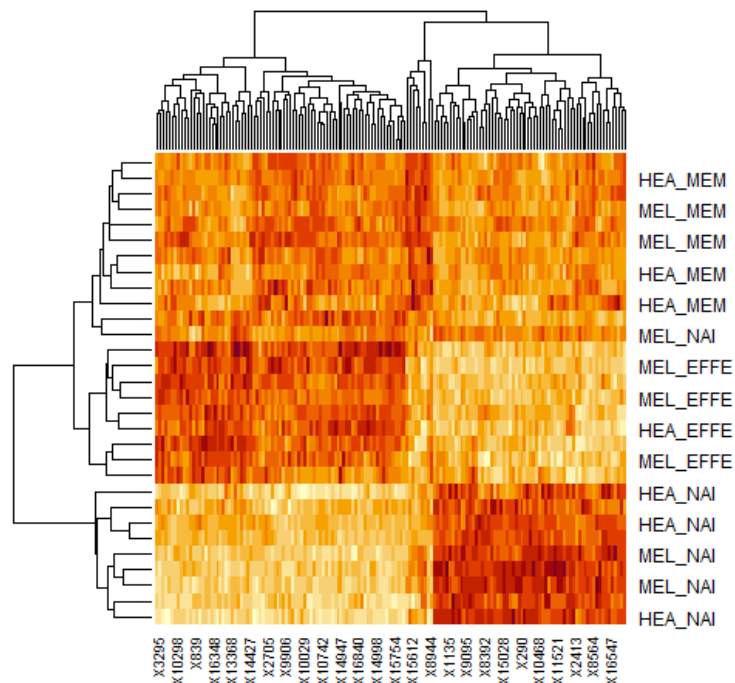 HEA_MEM
MEL_MEM
MEL_MEM
HEA_MEM
HEA_MEM
MEL_NAI
MEL_EFFE
MEL_EFFE
HEA_EFFE
MEL_EFFE
HEA_NAI
HEA_NAI
MEL_NAI
MEL_NAI
HEA_NAI
X3295
X10298
X839
X16348
X13368
X14427
X2705
X9906
X10029
X10742
X14947
X16840
X14998
X15754
X15612
X8944
X1135
X9095
X8392
X15028
X290
X10468
X11521
X2413
X8564
X16547